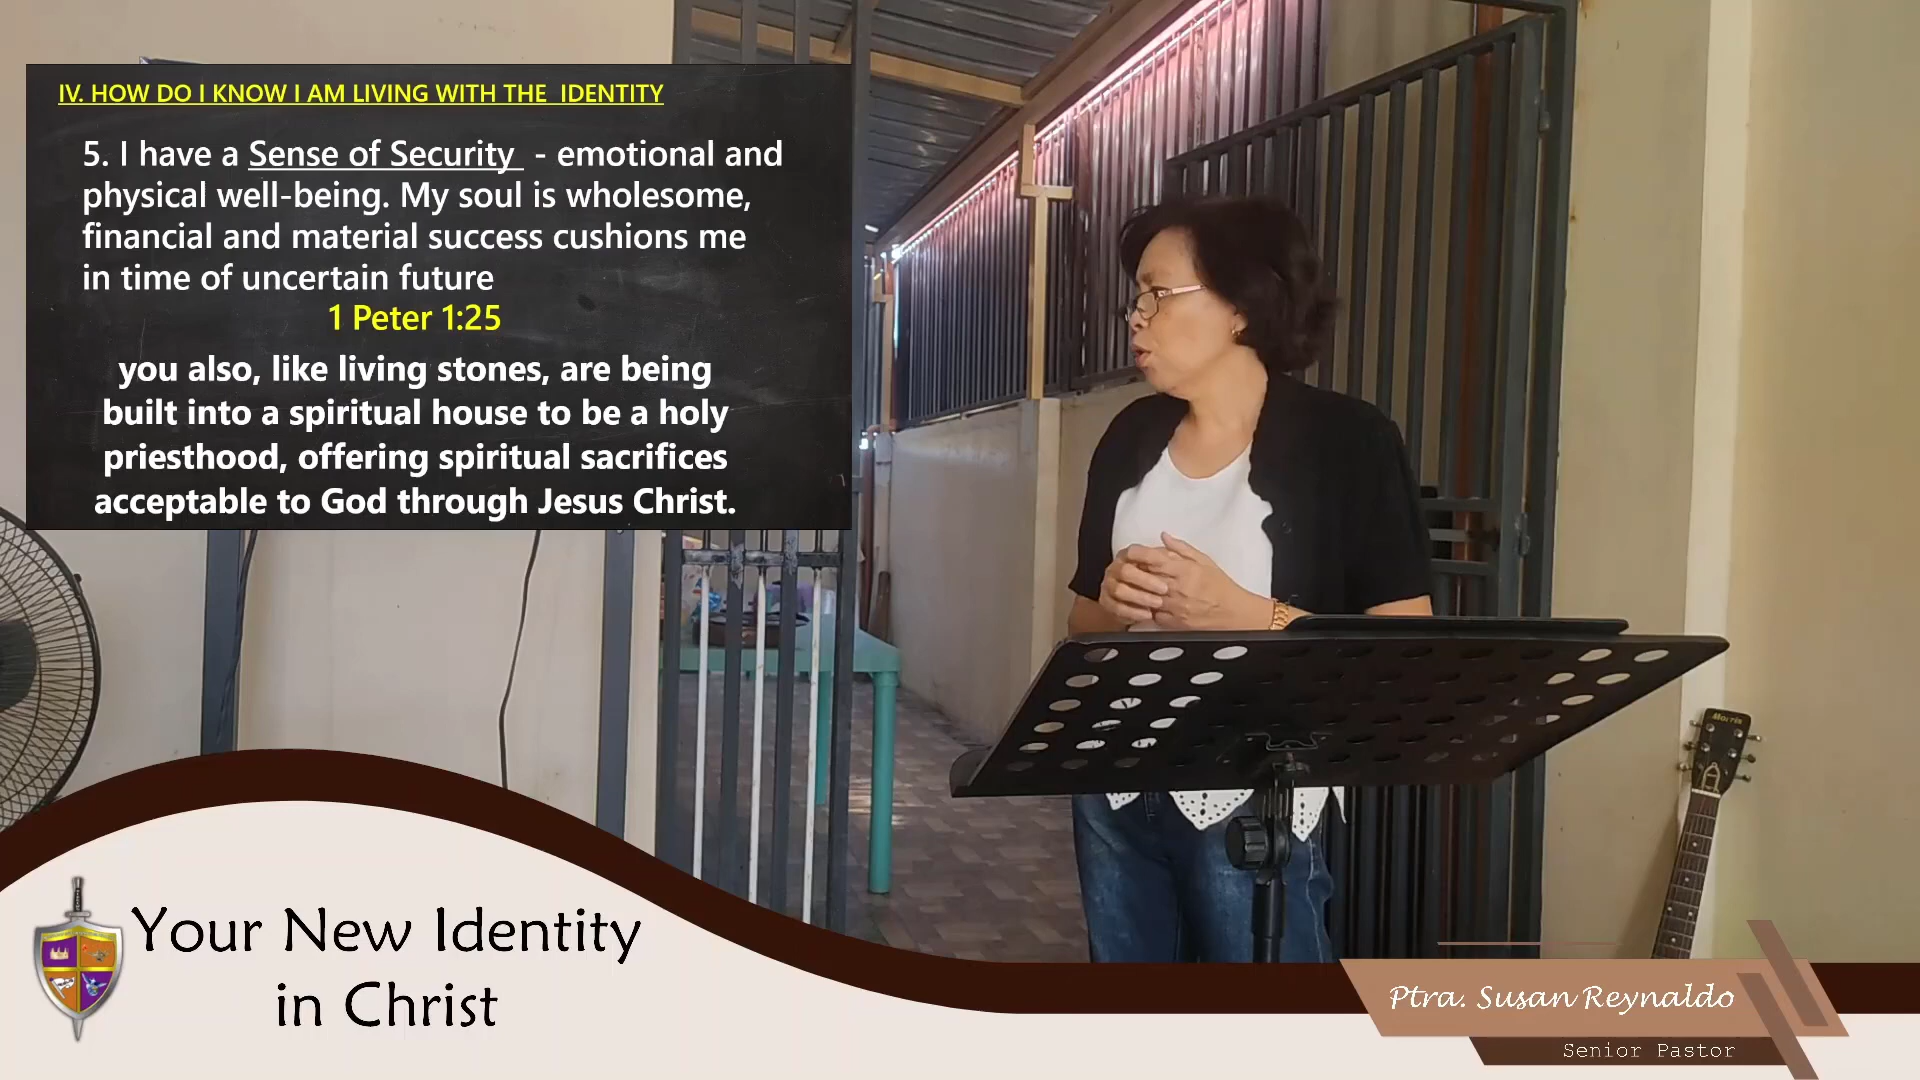 IV. HOW DO I KNOW I AM LIVING WITH THE IDENTITY
5. I have a Sense of Security - emotional and
physical well-being. My soul is wholesome,
financial and material success cushions me
in time of uncertain future
1 Peter 1:25
you also, like living stones, are being
built into a spiritual house to be a holy
priesthood, offering spiritual sacrifices
acceptable to God through Jesus Christ.
Morris
Your New Identity
in Christ
Ptra. Susan Reynaldo
Senior Pastor